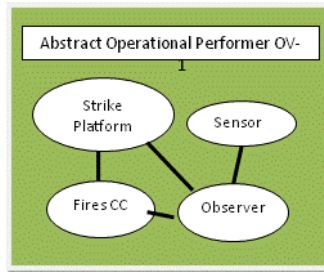 Abstract Operational Performer OV-
1
Strike
Platform
Sensor
Fires CC
Observer